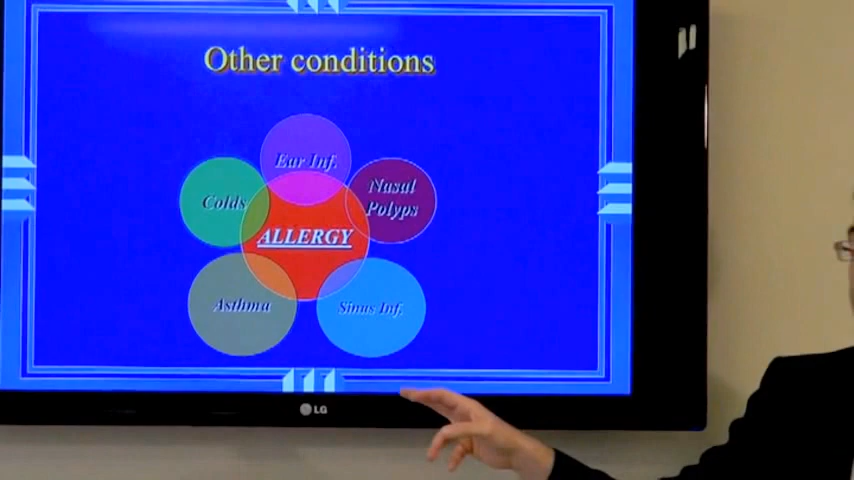 Other conditions
Ear Inf.
Colds
Nasal
Polyps
ALLERGY
Asthma
Sinus Inf.
LG